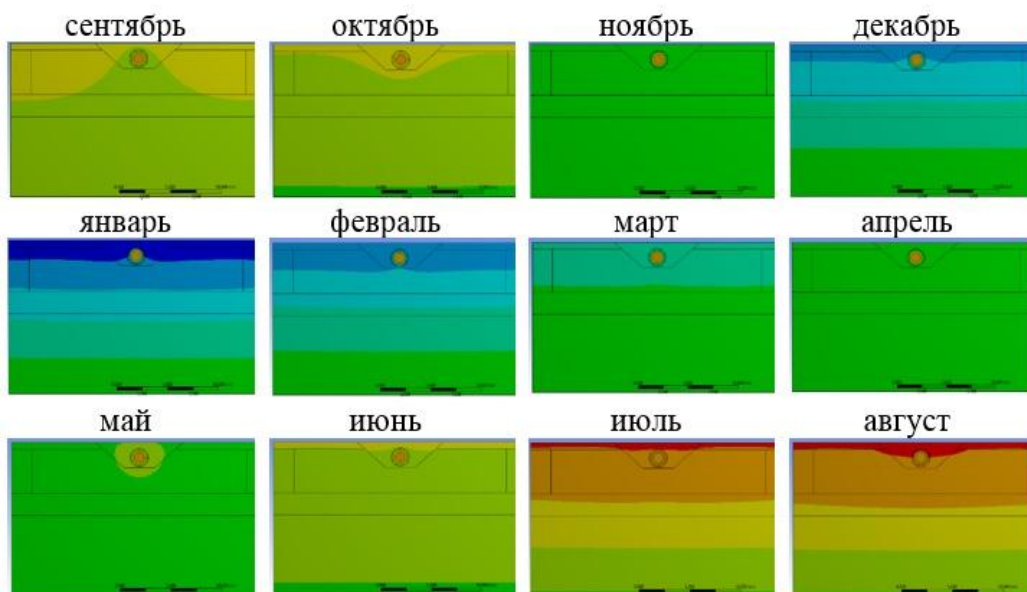 сентябрь октябрь ноябрь декабрь
январь февраль март апрель
май июнь июль август